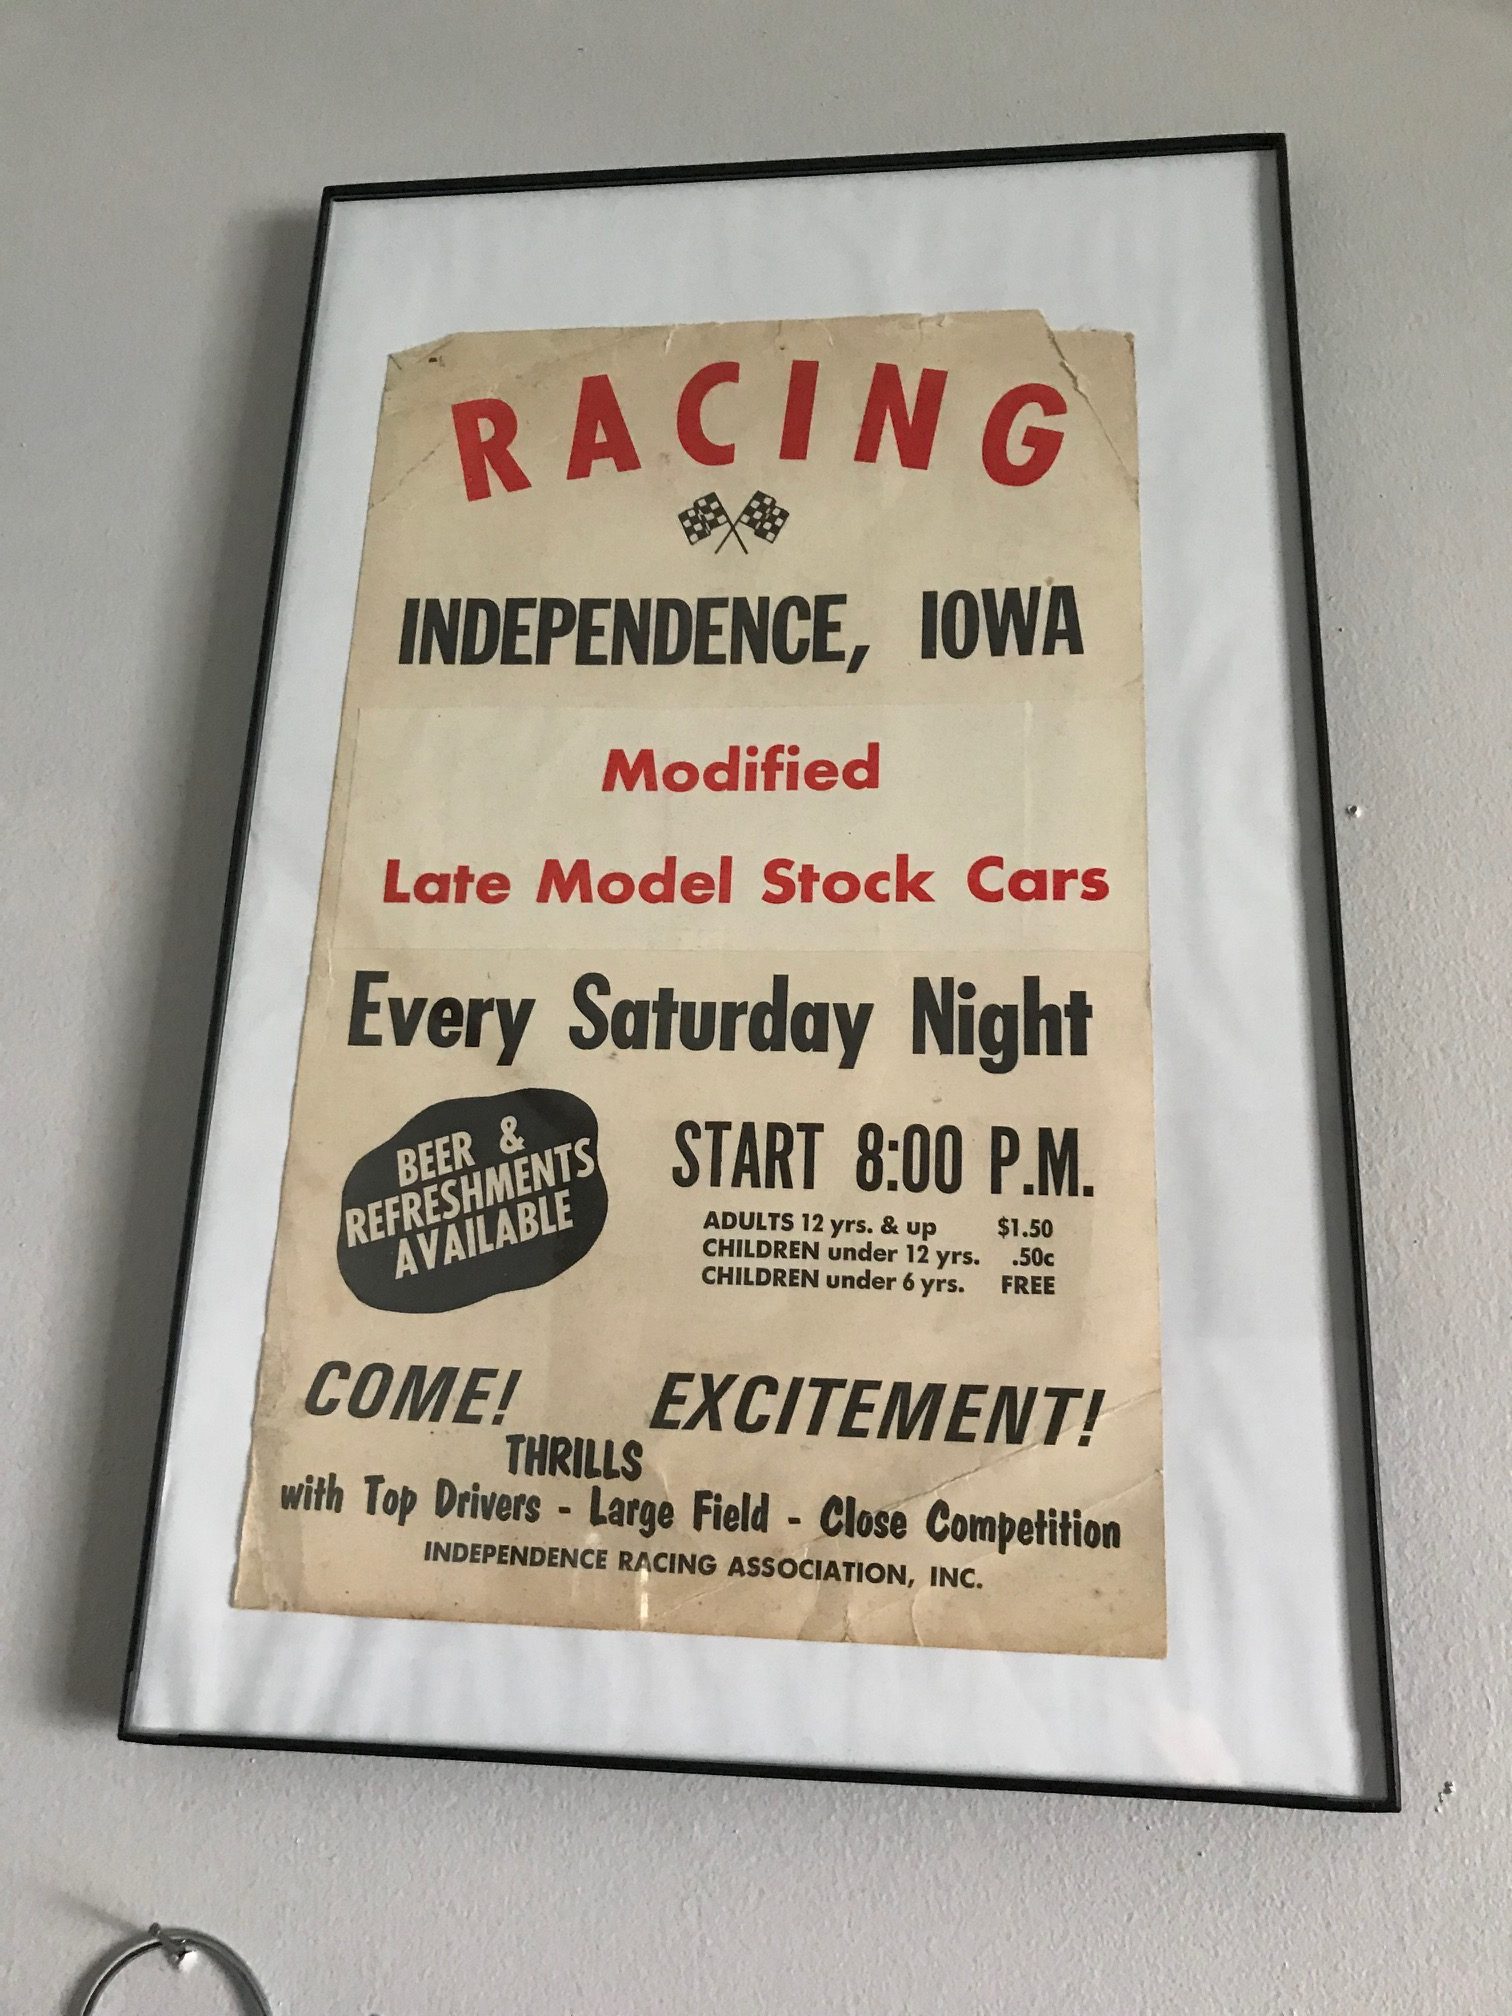 RACING
INDEPENDENCE, IOWA
Modified
Late Model Stock Cars
Every Saturday Night
BEER &
REFRESHMENTS
AVAILABLE
START 8:00 P.M.
ADULTS 12 yrs. & up $1.50
CHILDREN under 12 yrs. .50c
CHILDREN under 6 yrs. FREE
COME! EXCITEMENT!
THRILLS
with Top Drivers - Large Field - Close Competition
INDEPENDENCE RACING ASSOCIATION, INC.